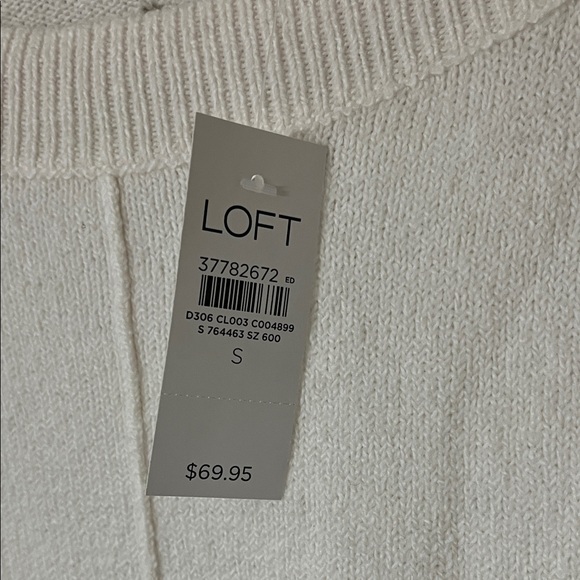 LOFT
37782672 ED
D306 CL003 C004899
S 764463 SZ 600
S
$69.95